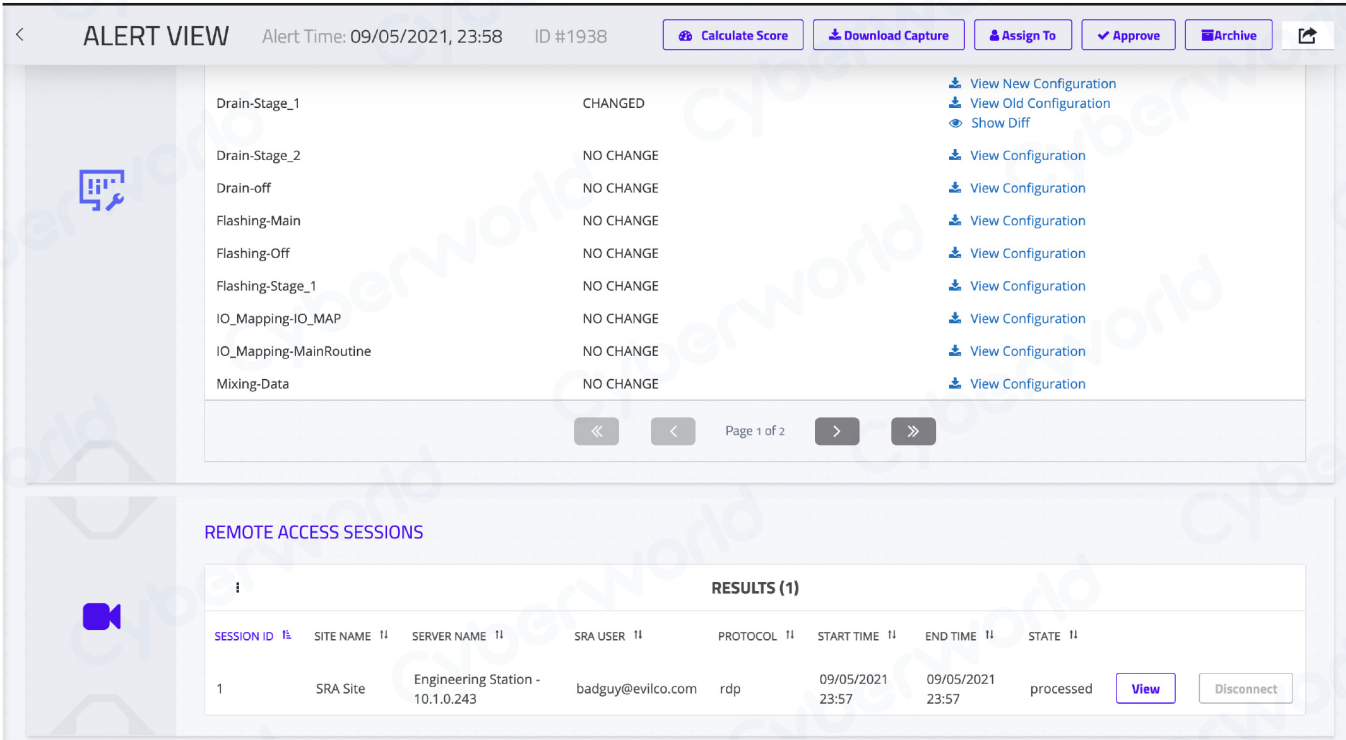 ALERT VIEW Alert Time: 09/05/2021, 23:58 ID #1938 Calculate Score Download Capture Assign To Approve Archive
View New Configuration
Drain-Stage_1 CHANGED View Old Configuration
Show Diff
Drain-Stage_2 NO CHANGE View Configuration
Drain-off NO CHANGE View Configuration
Flashing-Main NO CHANGE View Configuration
Flashing-Off NO CHANGE View Configuration
Flashing-Stage_1 NO CHANGE View Configuration
IO_Mapping-IO_MAP NO CHANGE View Configuration
IO_Mapping-MainRoutine NO CHANGE View Configuration
Mixing-Data NO CHANGE View Configuration
Page 1 of 2
REMOTE ACCESS SESSIONS
RESULTS (1)
SESSION ID SITE NAME SERVER NAME SRA USER PROTOCOL START TIME END TIME STATE
1 SRA Site Engineering Station - 10.1.0.243 badguy@evilco.com rdp 09/05/2021 23:57 09/05/2021 23:57 processed View Disconnect
Cyberworld